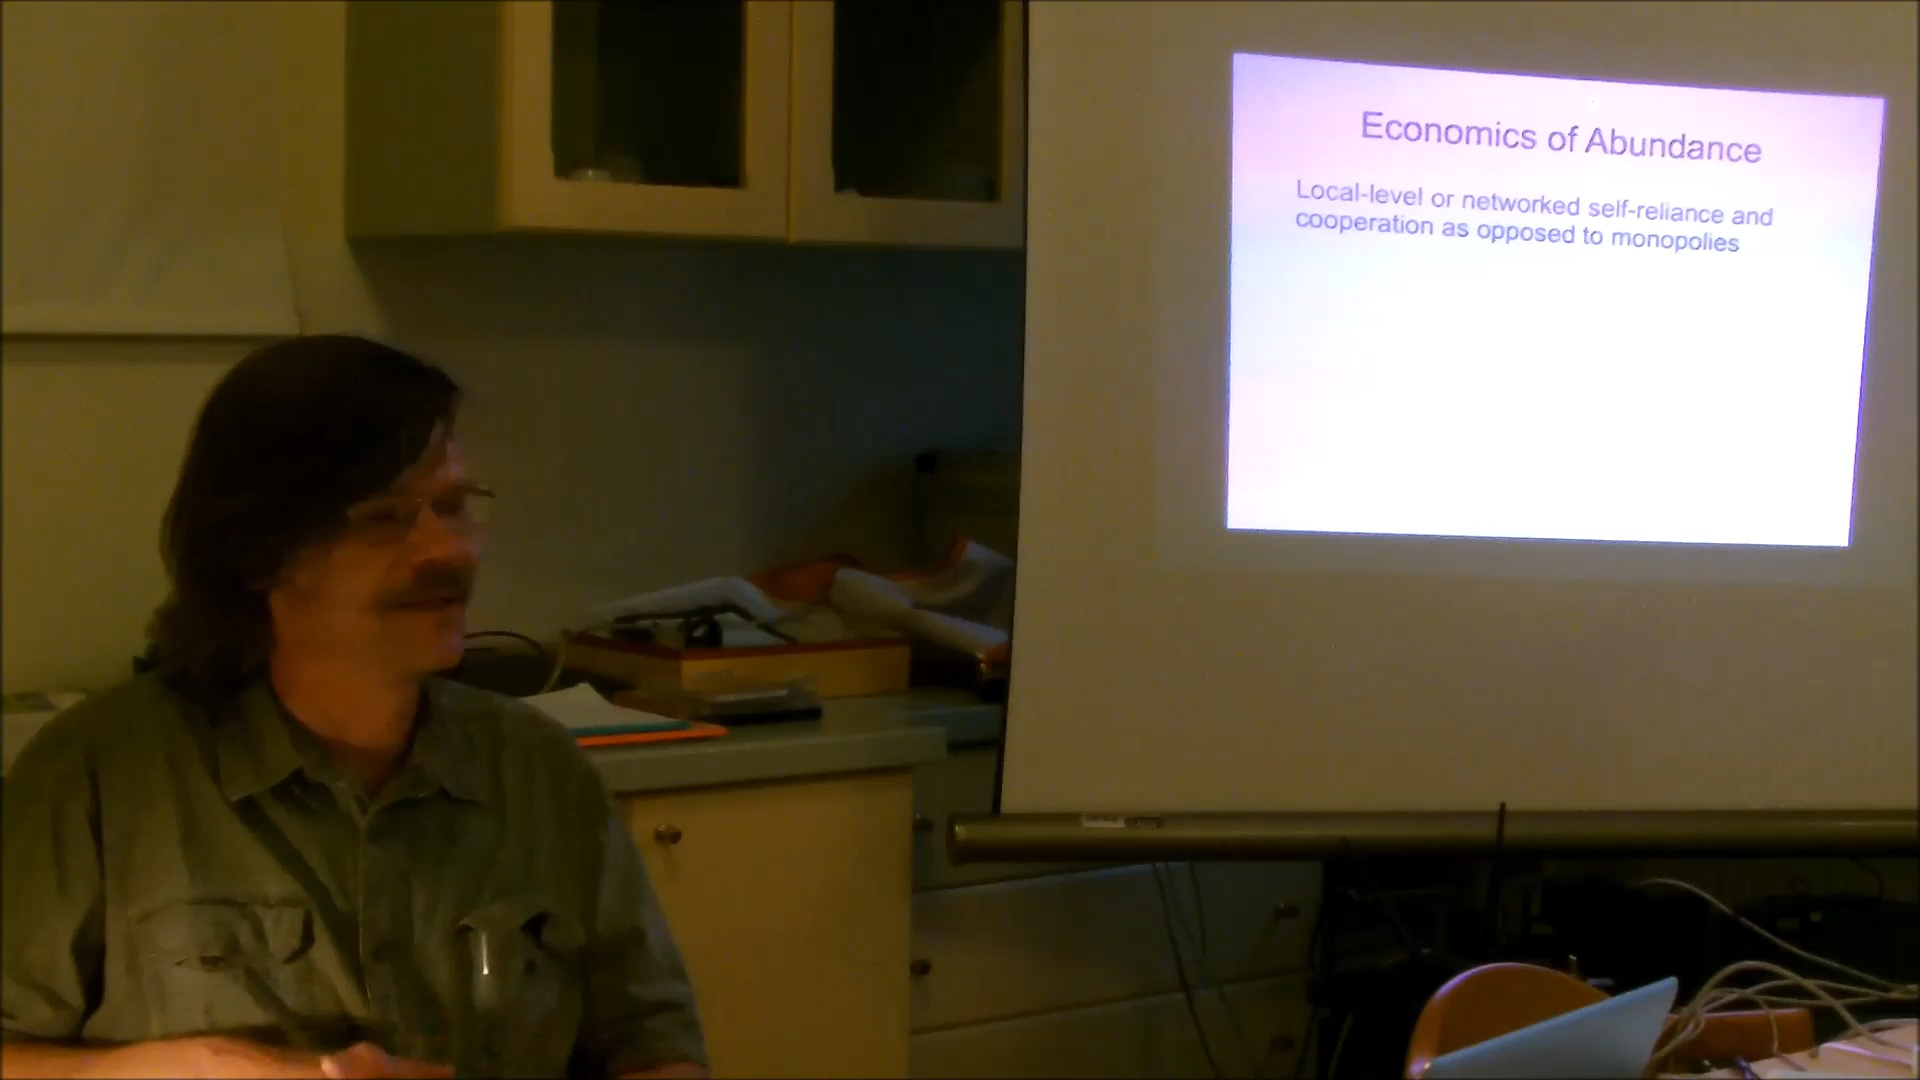 Economics of Abundance
Local-level or networked self-reliance and
cooperation as opposed to monopolies